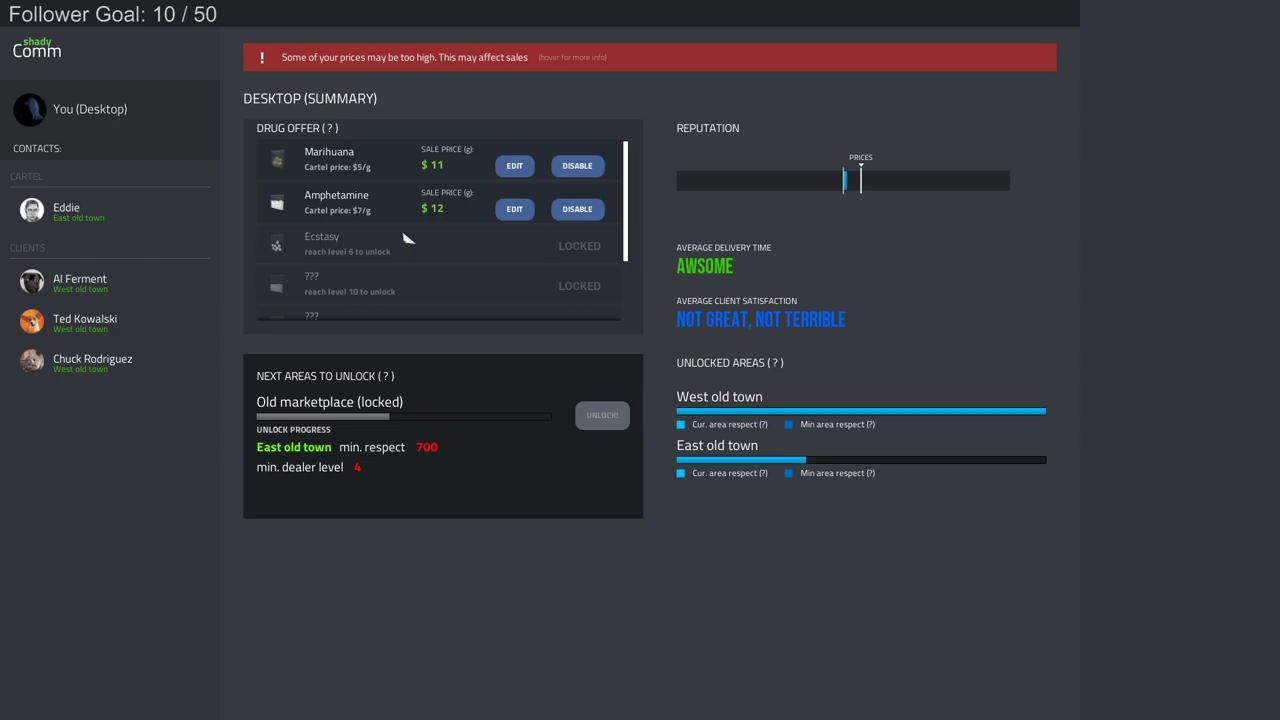 Follower Goal: 10 / 50
shady
Comm
You (Desktop)
CONTACTS:
CARTEL
Eddie
East old town
CLIENTS
Al Ferment
West old town
Ted Kowalski
West old town
Chuck Rodriguez
West old town
! Some of your prices may be too high. This may affect sales (hover for more info)
DESKTOP (SUMMARY)
DRUG OFFER ( ? )
Marihuana
Cartel price: $5/g
SALE PRICE (g):
$ 11
EDIT
DISABLE
Amphetamine
Cartel price: $7/g
SALE PRICE (g):
$ 12
EDIT
DISABLE
Ecstasy
reach level 6 to unlock
LOCKED
???
reach level 10 to unlock
LOCKED
???
NEXT AREAS TO UNLOCK ( ? )
Old marketplace (locked)
UNLOCK!
UNLOCK PROGRESS
East old town min. respect 700
min. dealer level 4
REPUTATION
PRICES
AVERAGE DELIVERY TIME
AWSOME
AVERAGE CLIENT SATISFACTION
NOT GREAT, NOT TERRIBLE
UNLOCKED AREAS ( ? )
West old town
Cur. area respect (?) Min area respect (?)
East old town
Cur. area respect (?) Min area respect (?)